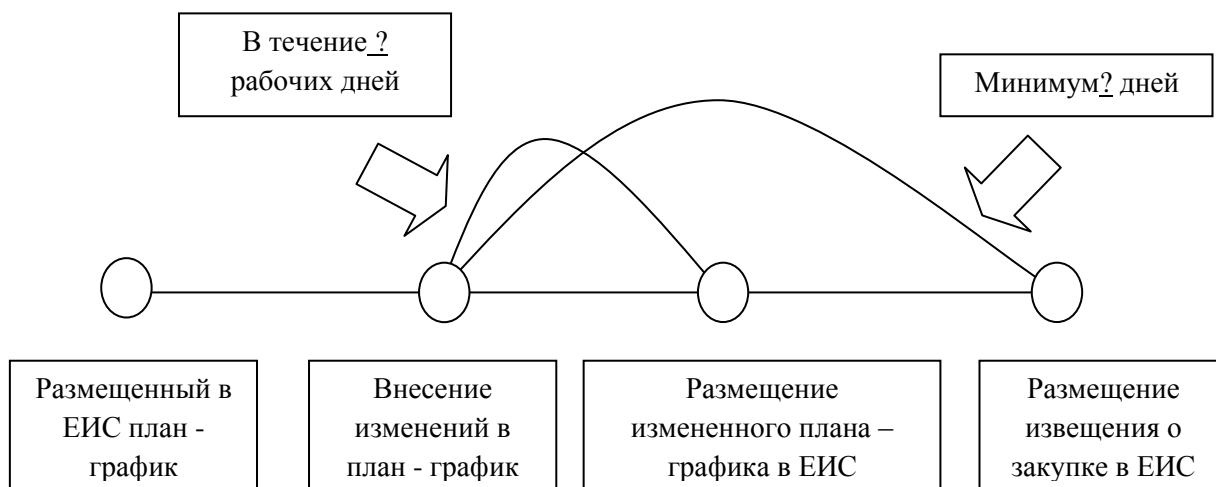 В течение ?
рабочих дней
Минимум? дней
Размещенный в
ЕИС план -
график
Внесение
изменений в
план - график
Размещение
измененного плана –
графика в ЕИС
Размещение
извещения о
закупке в ЕИС